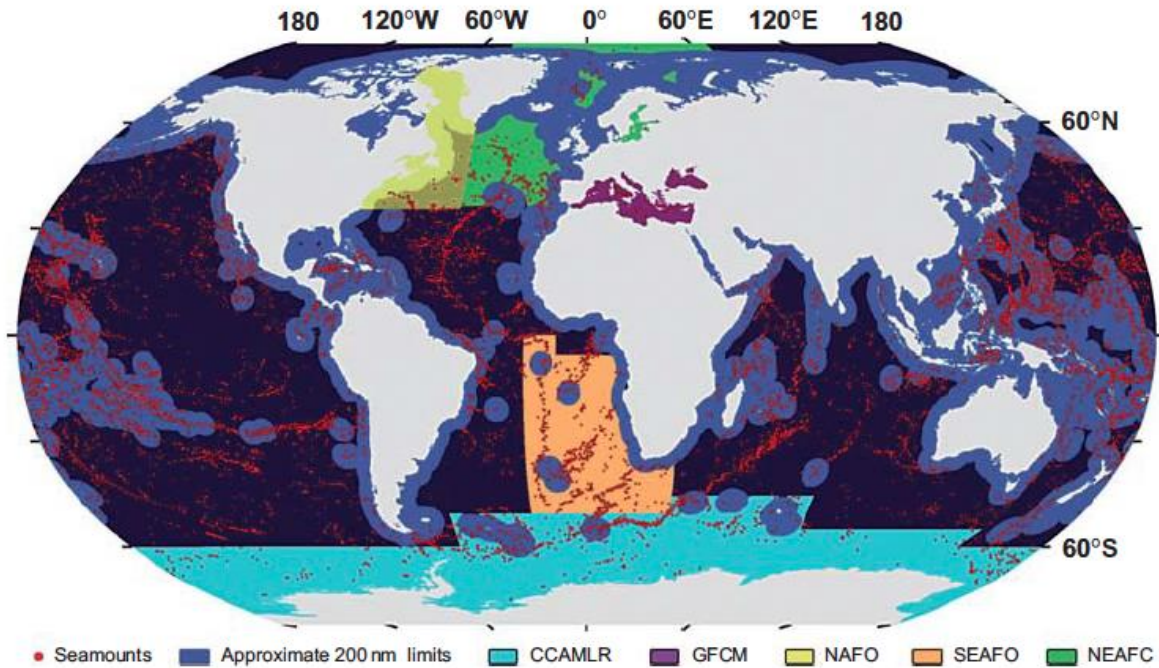 180 120°W 60°W 0° 60°E 120°E 180
60°N
60°S
Seamounts Approximate 200 nm limits CCAMLR GFCM NAFO SEAFO NEAFC